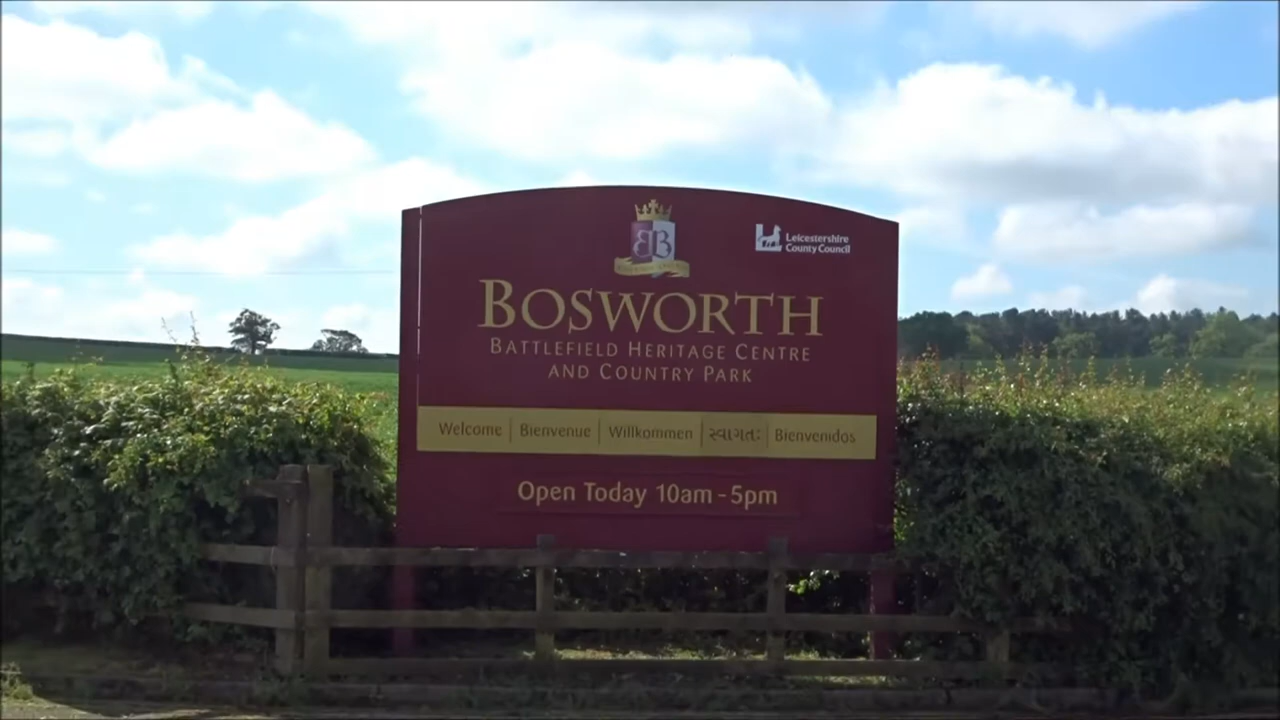 BB
Leicestershire
County Council
BOSWORTH
BATTLEFIELD HERITAGE CENTRE
AND COUNTRY PARK
Welcome | Bienvenue | Willkommen | સ્વાગતઃ | Bienvenidos
Open Today 10am - 5pm